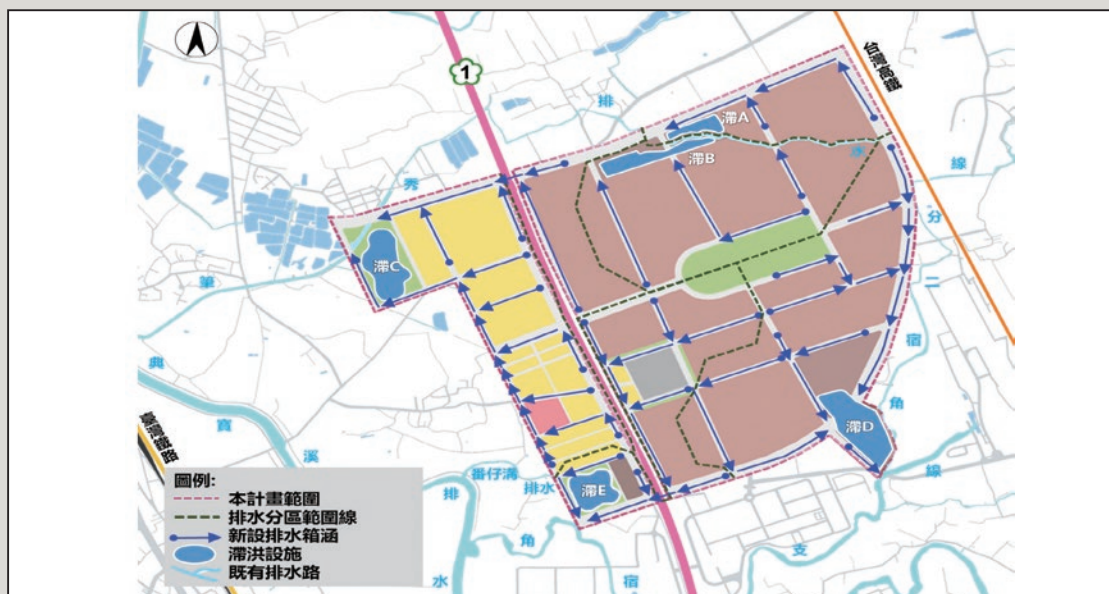 1
台灣高鐵
排
滯A
滯B
線
秀
分
滯C
筆
二
宿
典
寶
角
滯D
臺灣鐵路
溪
線
番仔溝
排水
滯E
排
支
角
水
宿
圖例:
本計畫範圍
排水分區範圍線
新設排水箱涵
滯洪設施
既有排水路